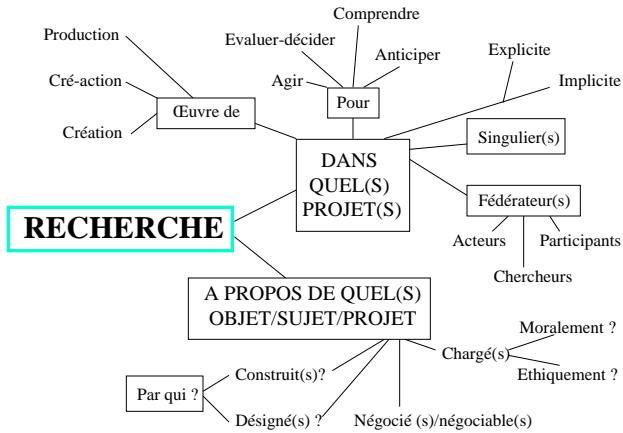 Comprendre
Production
Evaluer-décider
Explicite
Anticiper
Cré-action
Agir
Implicite
Œuvre de
Pour
Création
Singulier(s)
DANS
QUEL(S)
PROJET(S)
Fédérateur(s)
RECHERCHE
Acteurs
Participants
Chercheurs
A PROPOS DE QUEL(S)
OBJET/SUJET/PROJET
Moralement ?
Chargé(s)
Construit(s)?
Ethiquement ?
Par qui ?
Désigné(s) ?
Négocié (s)/négociable(s)